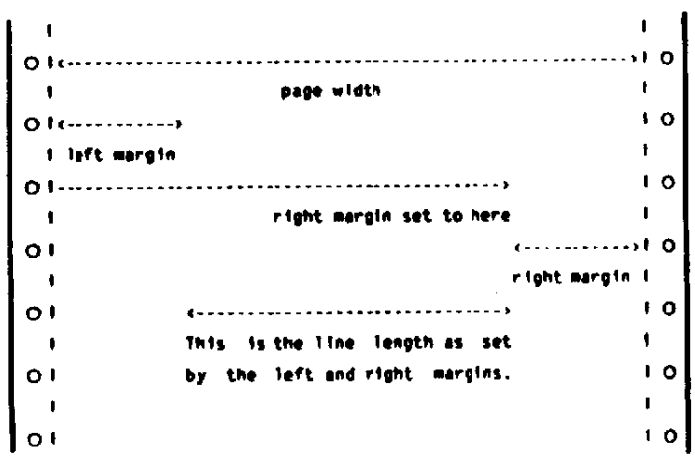 page width
left margin
right margin set to here
right margin
This is the line length as set
by the left and right margins.